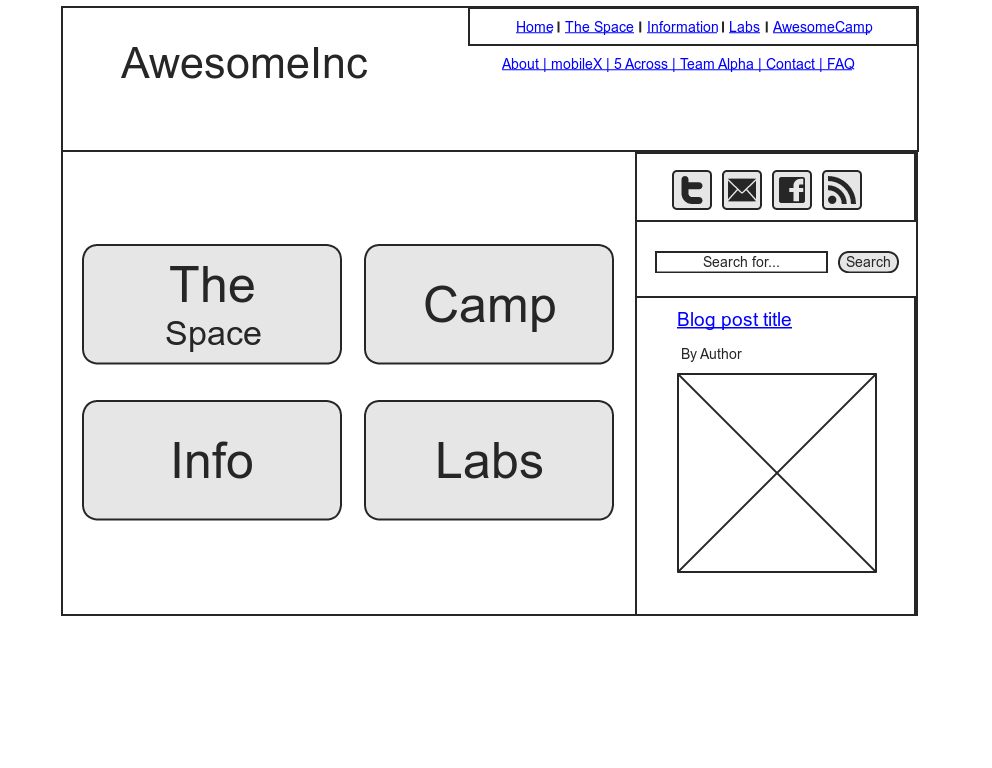 Home | The Space | Information | Labs | AwesomeCamp
AwesomeInc
About | mobileX | 5 Across | Team Alpha | Contact | FAQ
The
Space
Camp
Info
Labs
Search for...
Search
Blog post title
By Author